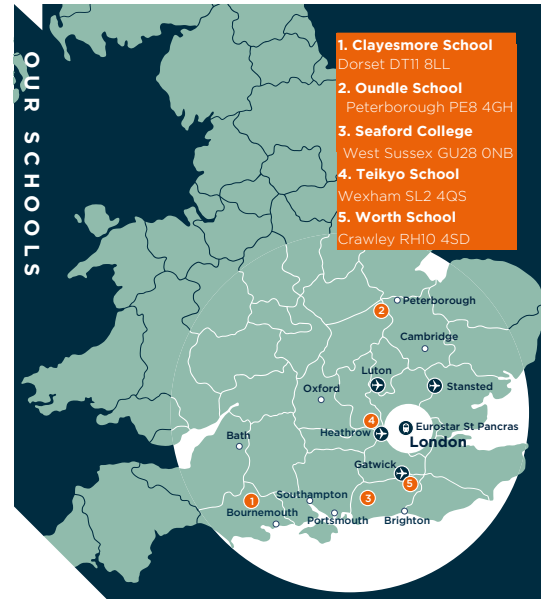 OUR SCHOOLS
1. Clayesmore School
Dorset DT11 8LL
2. Oundle School
Peterborough PE8 4GH
3. Seaford College
West Sussex GU28 0NB
4. Teikyo School
Wexham SL2 4QS
5. Worth School
Crawley RH10 4SD
Peterborough
2
Cambridge
Luton
Stansted
Oxford
4
Eurostar St Pancras
Heathrow
London
Bath
Gatwick
5
Southampton
3
1
Bournemouth
Portsmouth
Brighton